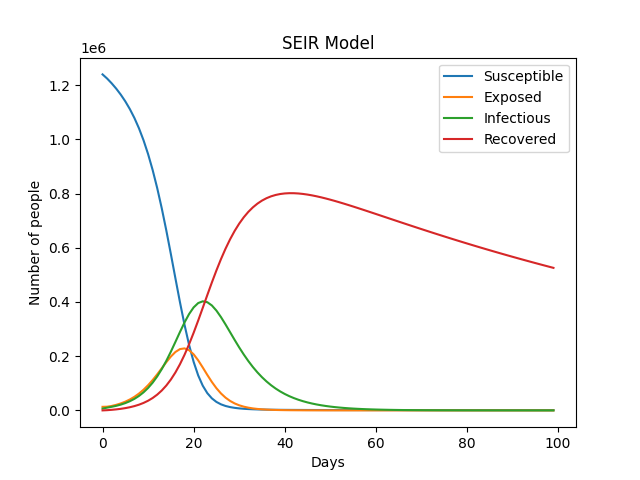 SEIR Model
1e6
Susceptible
Exposed
Infectious
Recovered
1.2
1.0
0.8
0.6
0.4
0.2
0.0
Number of people
0 20 40 60 80 100
Days